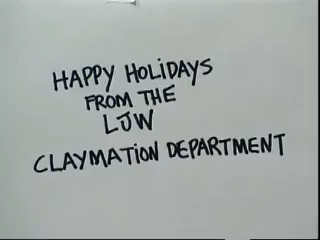 HAPPY HOLiDAYS
FROM THE
LJW
CLAYMATiON DEPARTMENT